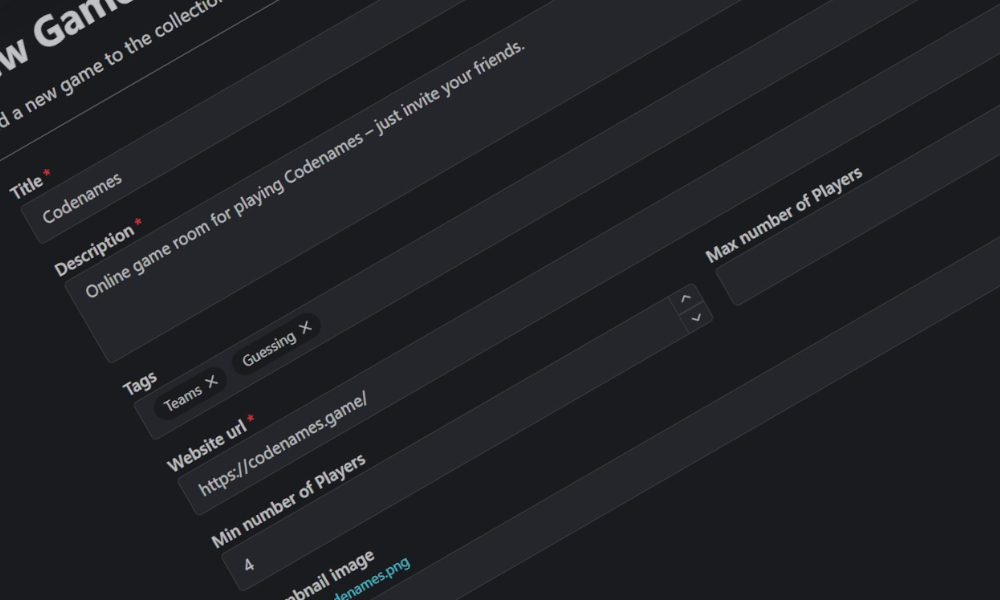 w Game
d a new game to the collection
Title *
Codenames
Description *
Online game room for playing Codenames – just invite your friends.
Tags
Teams ×
Guessing ×
Website url *
https://codenames.game/
Min number of Players
4
Max number of Players
mbnail image
denames.png